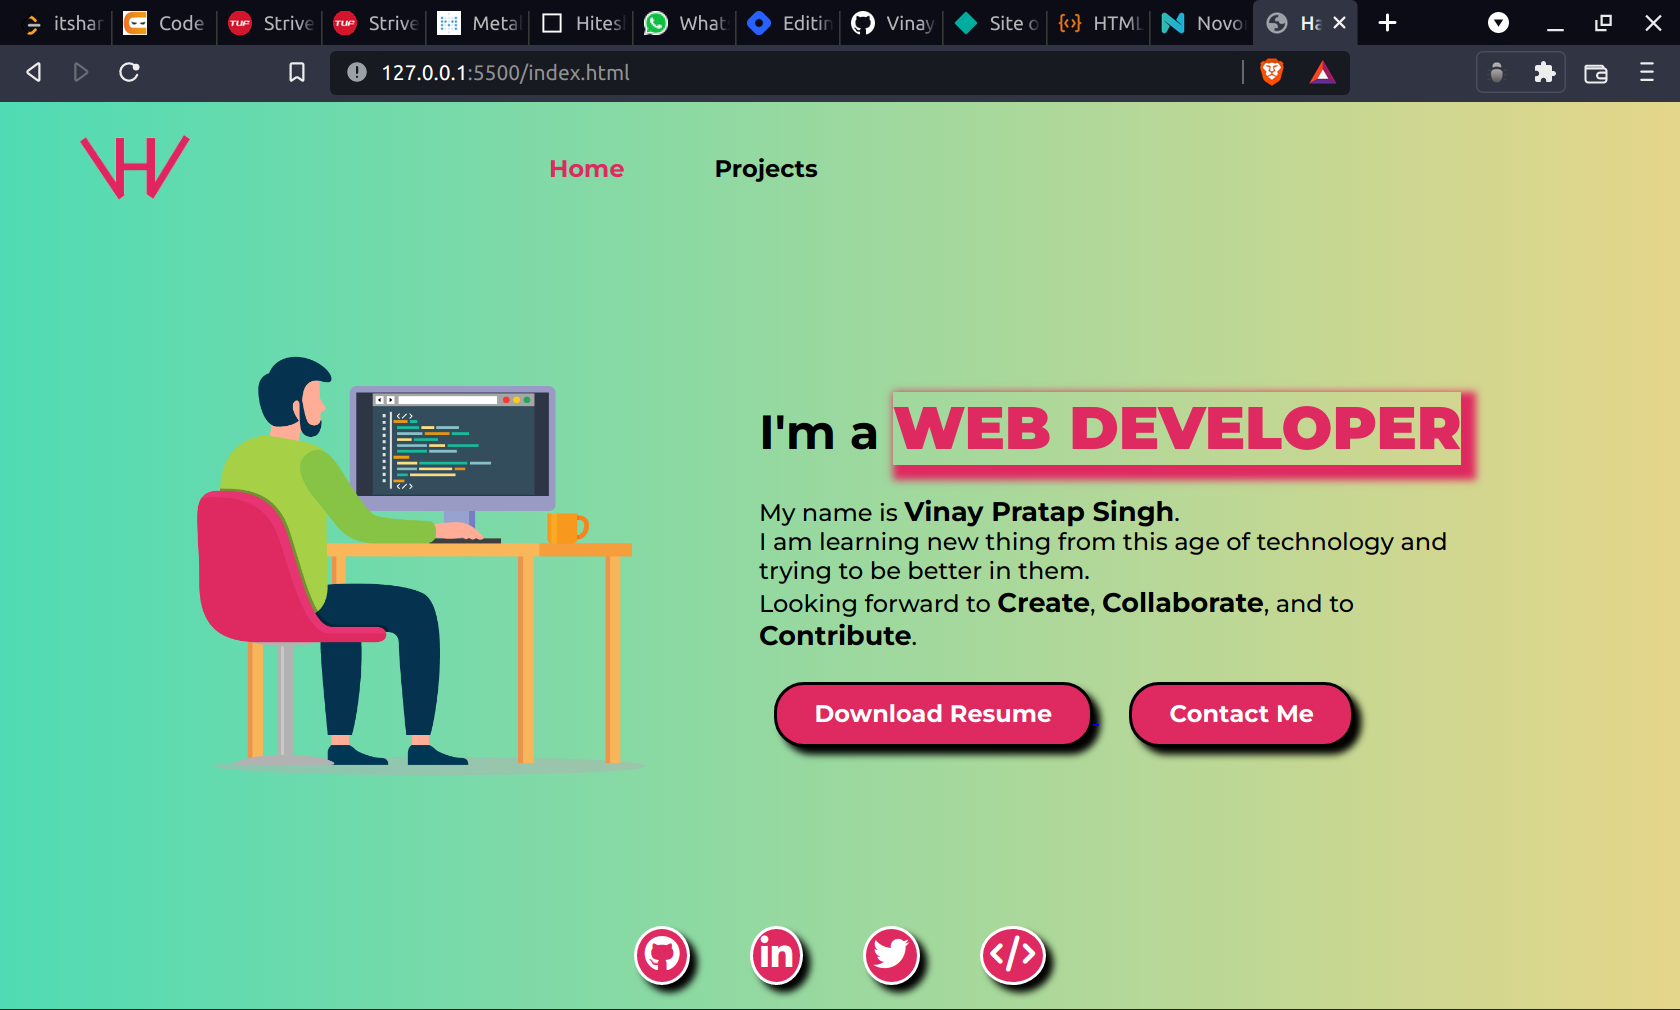 itshar Code Strive Strive Metal Hitesh What Editin Vinay Site o HTML Novo Ha
127.0.0.1:5500/index.html
Home Projects
I'm a WEB DEVELOPER
My name is Vinay Pratap Singh.
I am learning new thing from this age of technology and
trying to be better in them.
Looking forward to Create, Collaborate, and to
Contribute.
Download Resume Contact Me